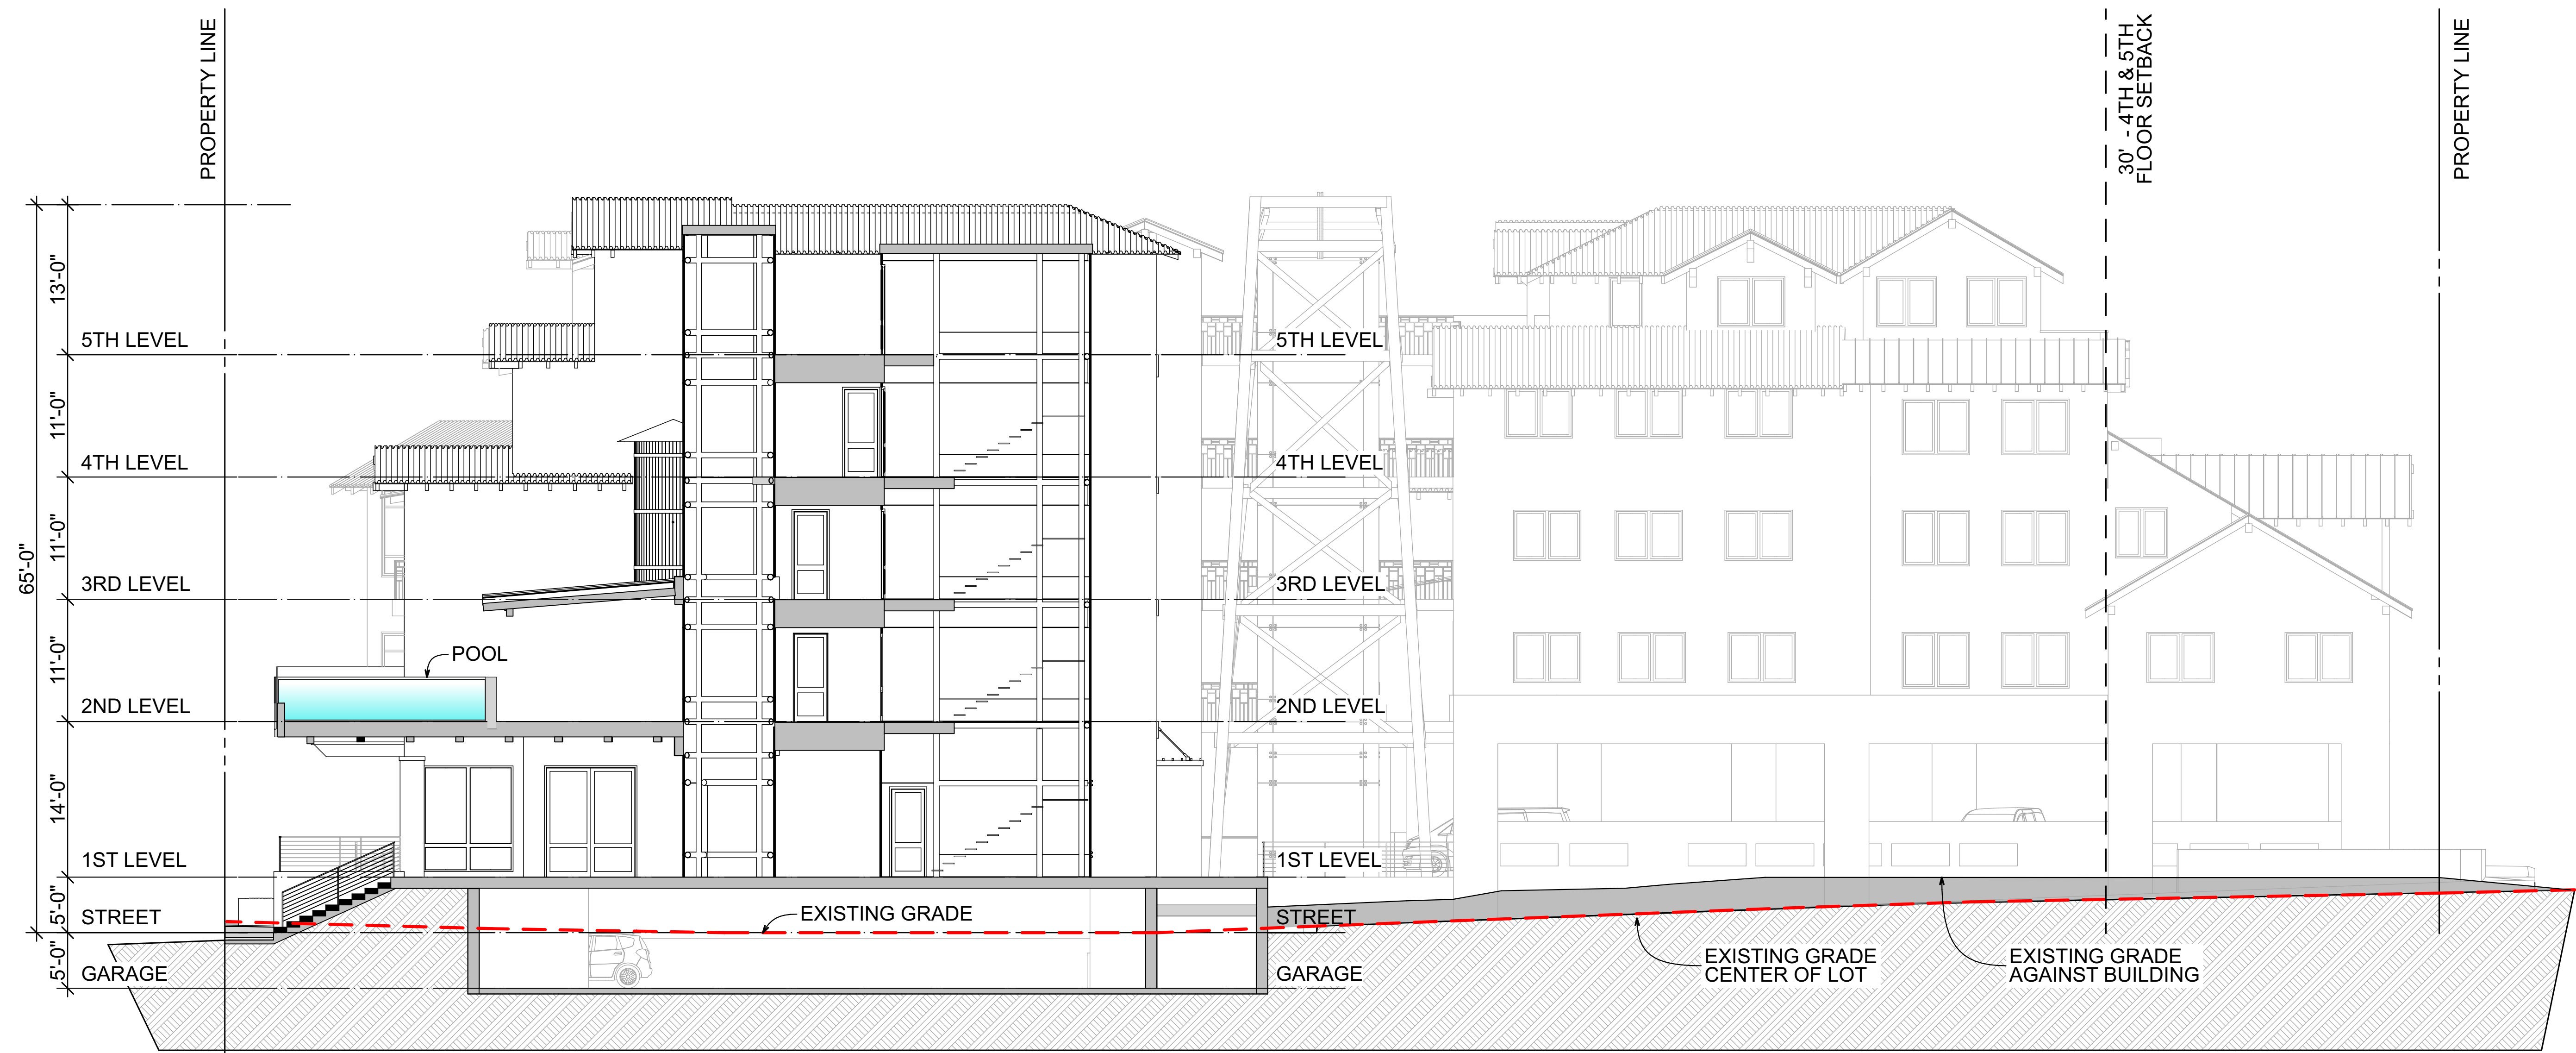 PROPERTY LINE
30' - 4TH & 5TH
FLOOR SETBACK
PROPERTY LINE
65'-0"
13'-0"
11'-0"
11'-0"
11'-0"
14'-0"
5'-0"
5'-0"
5TH LEVEL
4TH LEVEL
3RD LEVEL
2ND LEVEL
1ST LEVEL
STREET
GARAGE
POOL
EXISTING GRADE
5TH LEVEL
4TH LEVEL
3RD LEVEL
2ND LEVEL
1ST LEVEL
STREET
GARAGE
EXISTING GRADE
CENTER OF LOT
EXISTING GRADE
AGAINST BUILDING